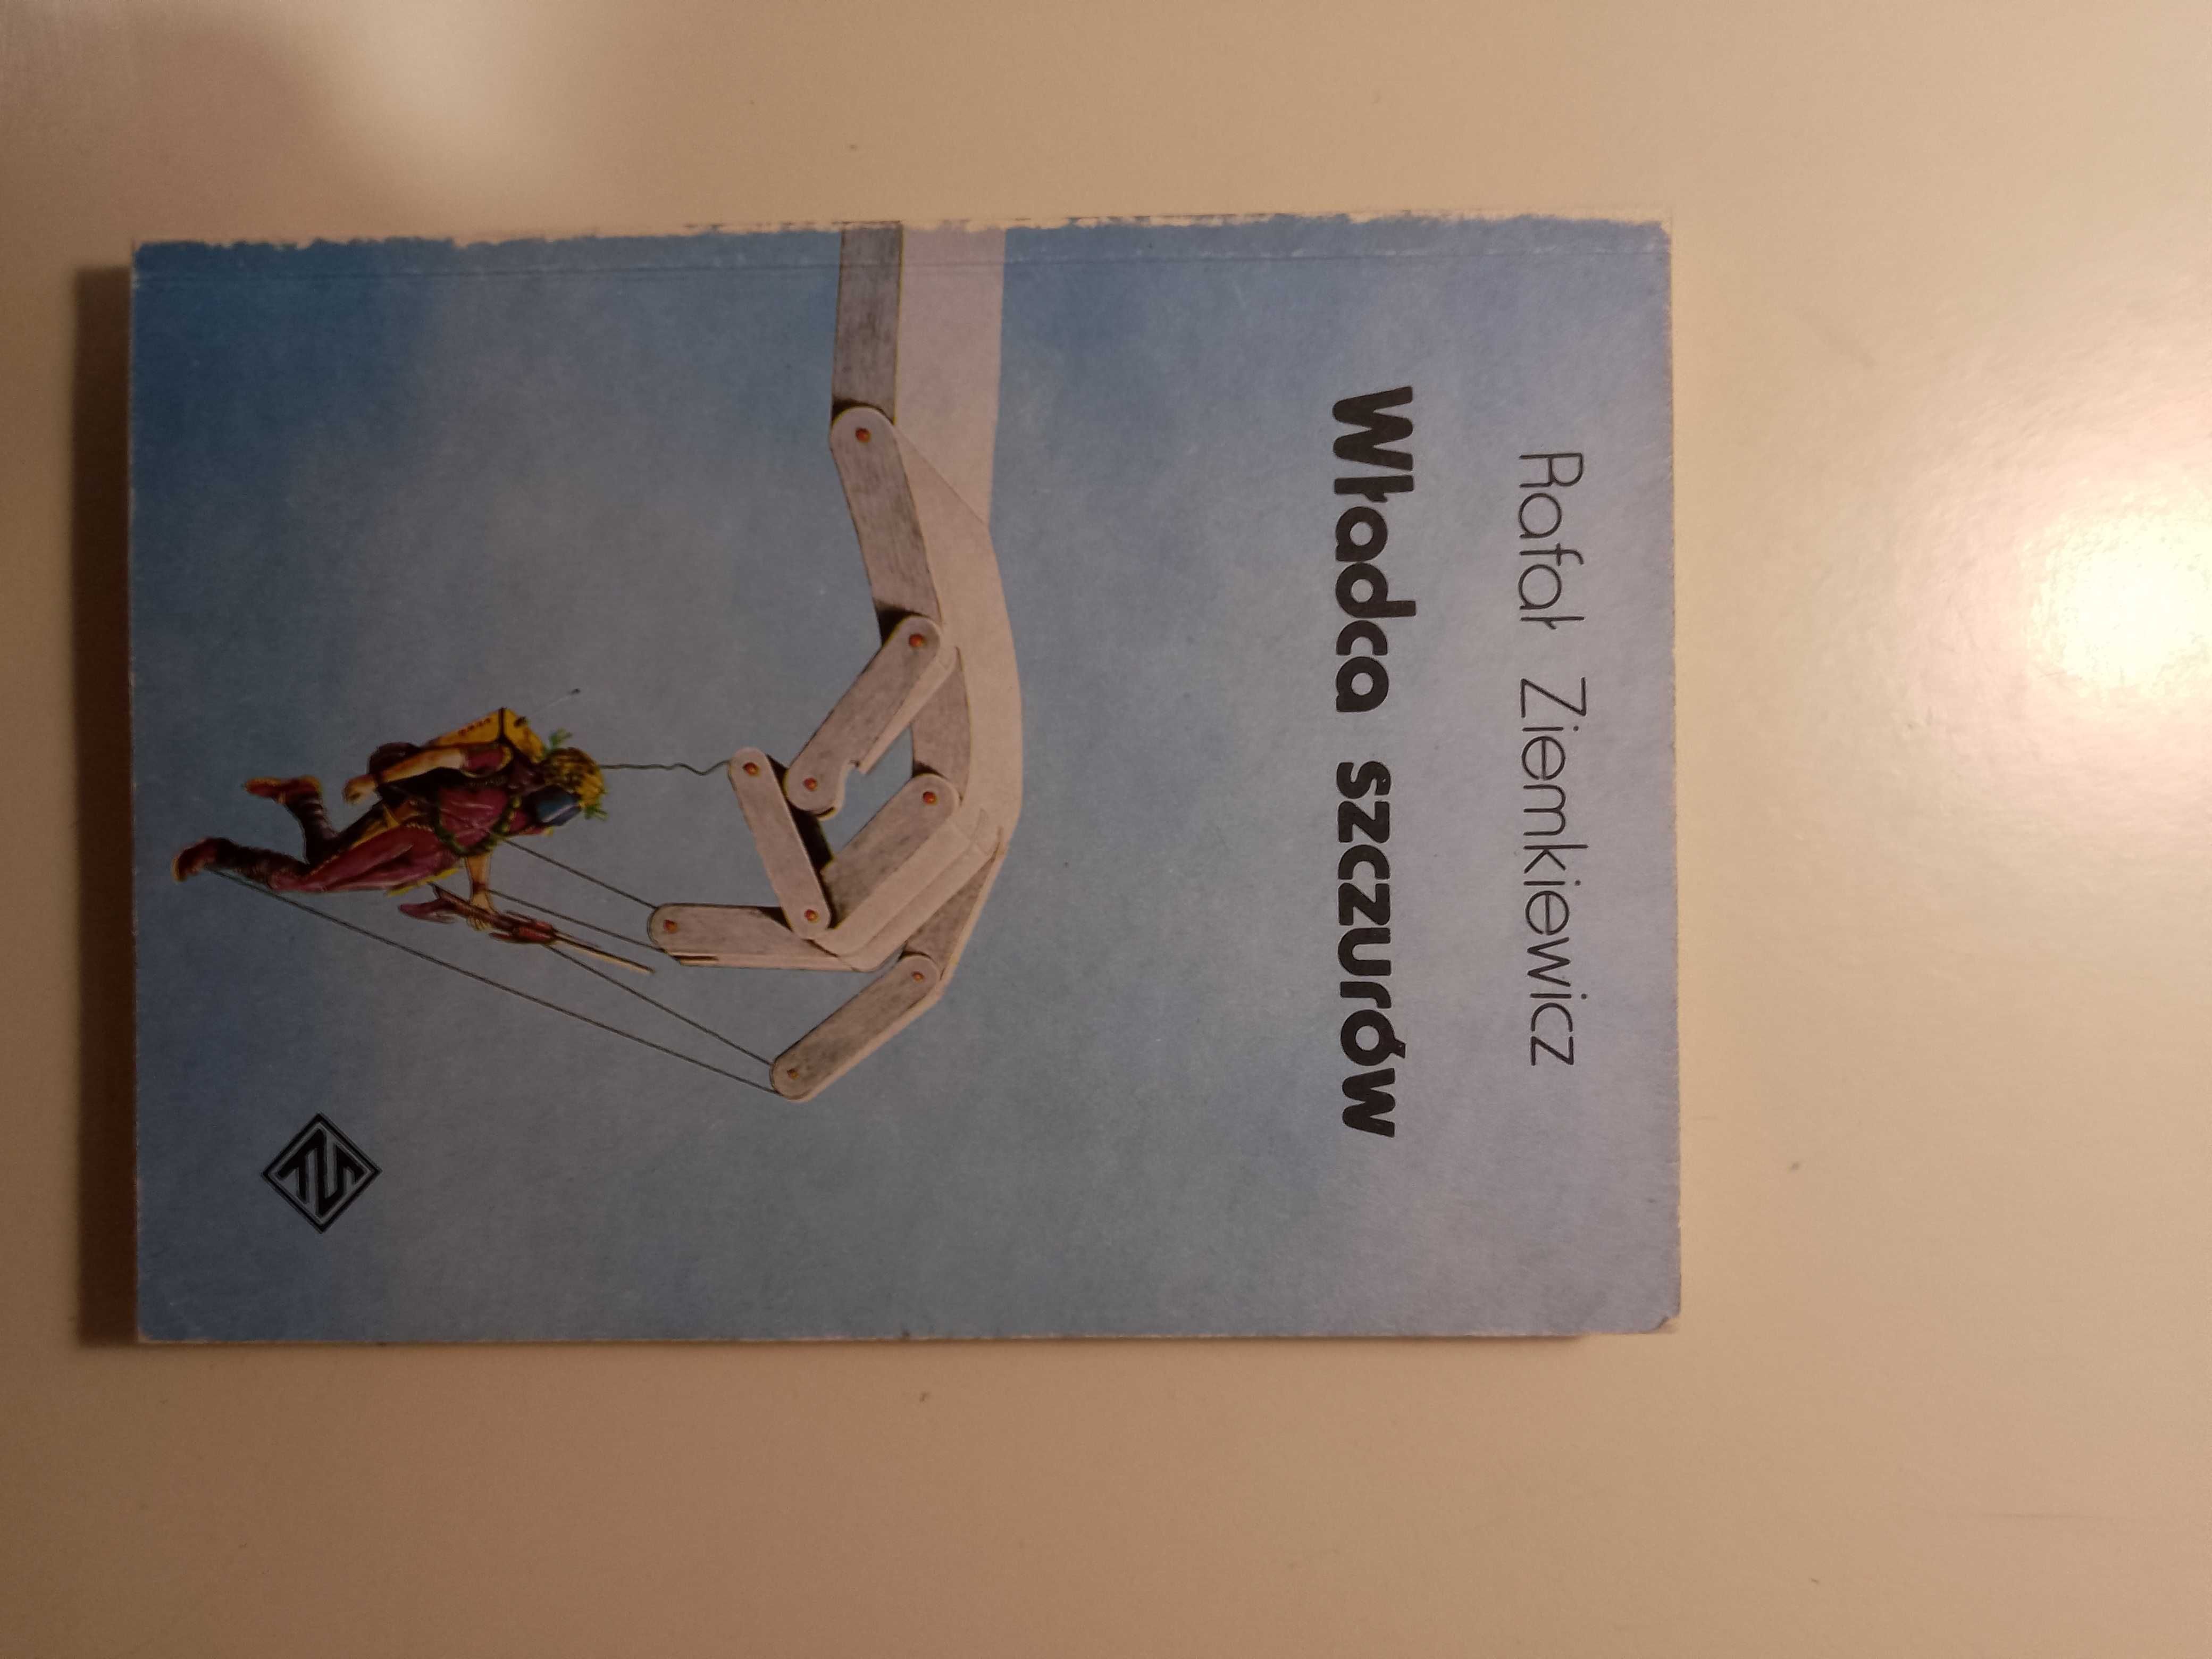 Rafał Ziemkiewicz
Władca szczurów